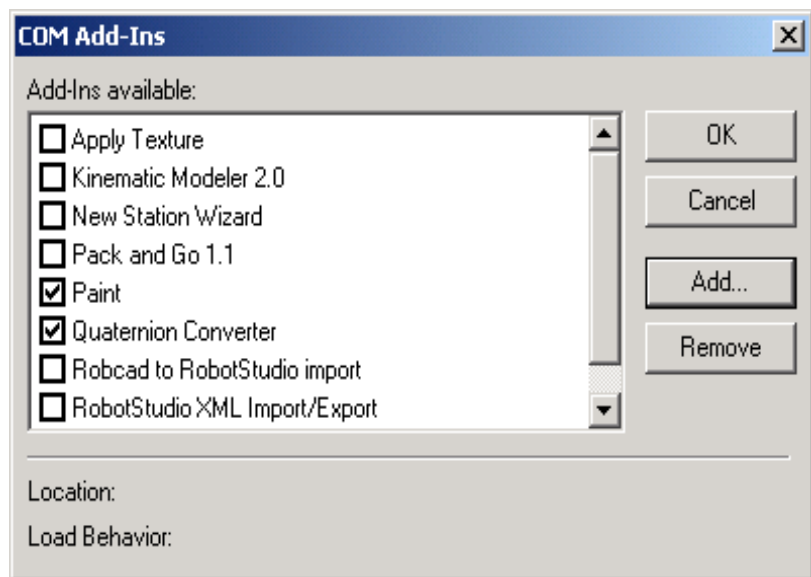 COM Add-Ins
Add-Ins available:
Apply Texture
Kinematic Modeler 2.0
New Station Wizard
Pack and Go 1.1
Paint
Quaternion Converter
Robcad to RobotStudio import
RobotStudio XML Import/Export
OK
Cancel
Add...
Remove
Location:
Load Behavior: